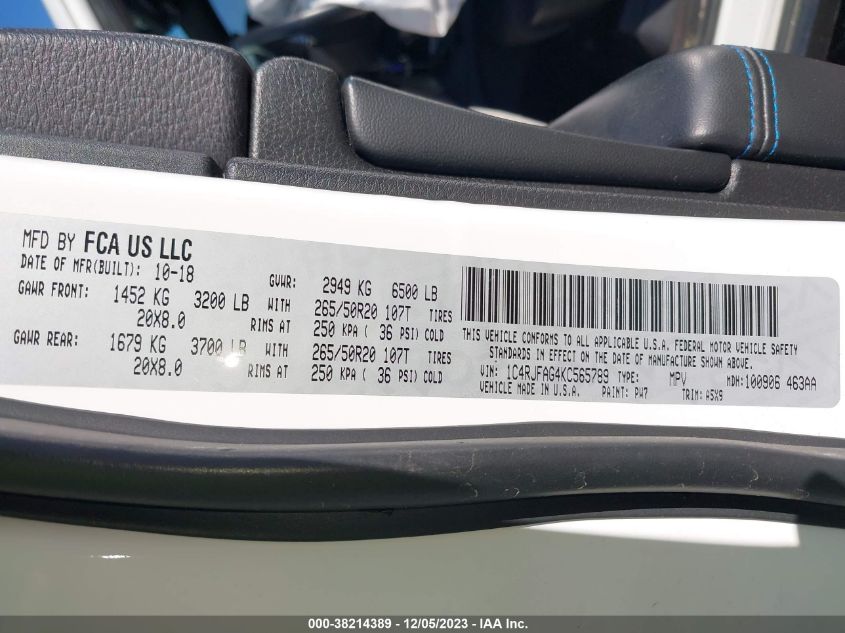 MFD BY FCA US LLC
DATE OF MFR(BUILT): 10-18 GVWR: 2949 KG 6500 LB
GAWR FRONT: 1452 KG 3200 LB WITH 265/50R20 107T TIRES
20X8.0 RIMS AT 250 KPA ( 36 PSI) COLD
GAWR REAR: 1679 KG 3700 LB WITH 265/50R20 107T TIRES
20X8.0 RIMS AT 250 KPA ( 36 PSI) COLD
THIS VEHICLE CONFORMS TO ALL APPLICABLE U.S.A. FEDERAL MOTOR VEHICLE SAFETY
STANDARDS IN EFFECT ON THE DATE OF MANUFACTURE SHOWN ABOVE.
VIN: 1C4RJFAG4KC565789 TYPE: MPV MDH: 100906 463AA
VEHICLE MADE IN U.S.A. PAINT: PW7 TRIM: A5X9
000-38214389 - 12/05/2023 - IAA Inc.